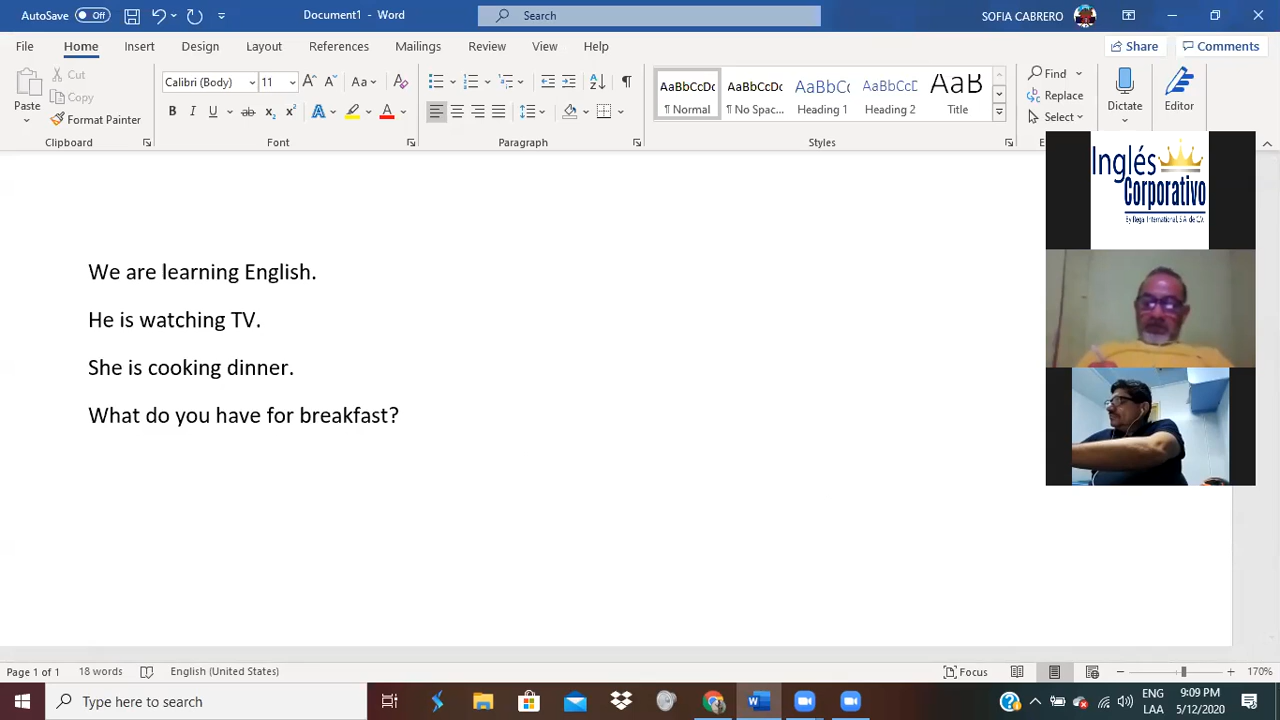 AutoSave Off Document1 - Word Search SOFIA CABRERO
File Home Insert Design Layout References Mailings Review View Help Share Comments
Paste Cut Copy Format Painter
Calibri (Body) 11
AaBbCcDc AaBbCcDc AaBbCc AaBbCcE AaB
¶ Normal ¶ No Spac... Heading 1 Heading 2 Title
Find Replace Select
Dictate Editor
Clipboard Font Paragraph Styles
Inglés
Corporativo
By Regal International, S.A. de C.V.
We are learning English.
He is watching TV.
She is cooking dinner.
What do you have for breakfast?
Page 1 of 1 18 words English (United States) Focus 170%
Type here to search
ENG 9:09 PM
LAA 5/12/2020